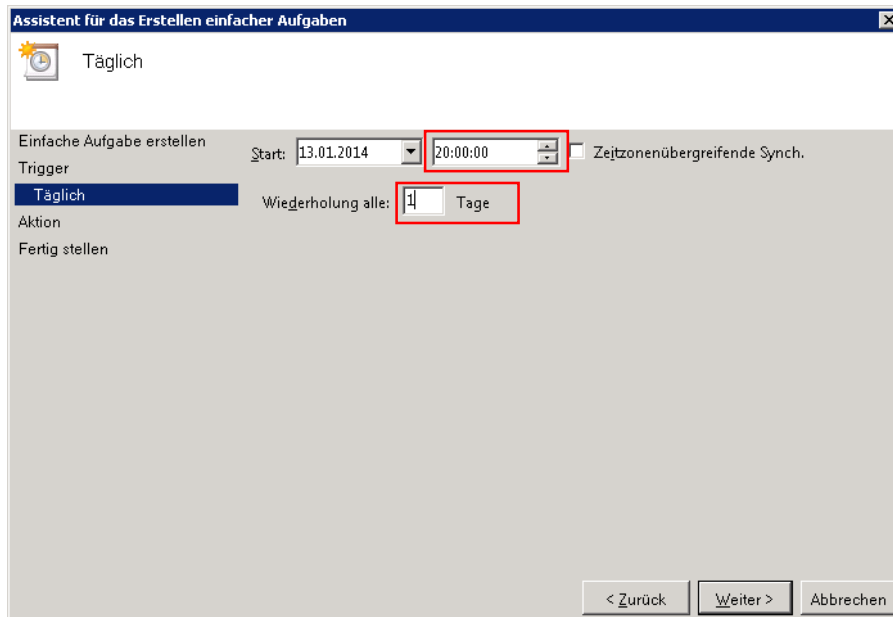 Assistent für das Erstellen einfacher Aufgaben
Täglich
Einfache Aufgabe erstellen
Trigger
Täglich
Aktion
Fertig stellen
Start: 13.01.2014 20:00:00 Zeitzonenübergreifende Synch.
Wiederholung alle: 1 Tage
< Zurück Weiter > Abbrechen